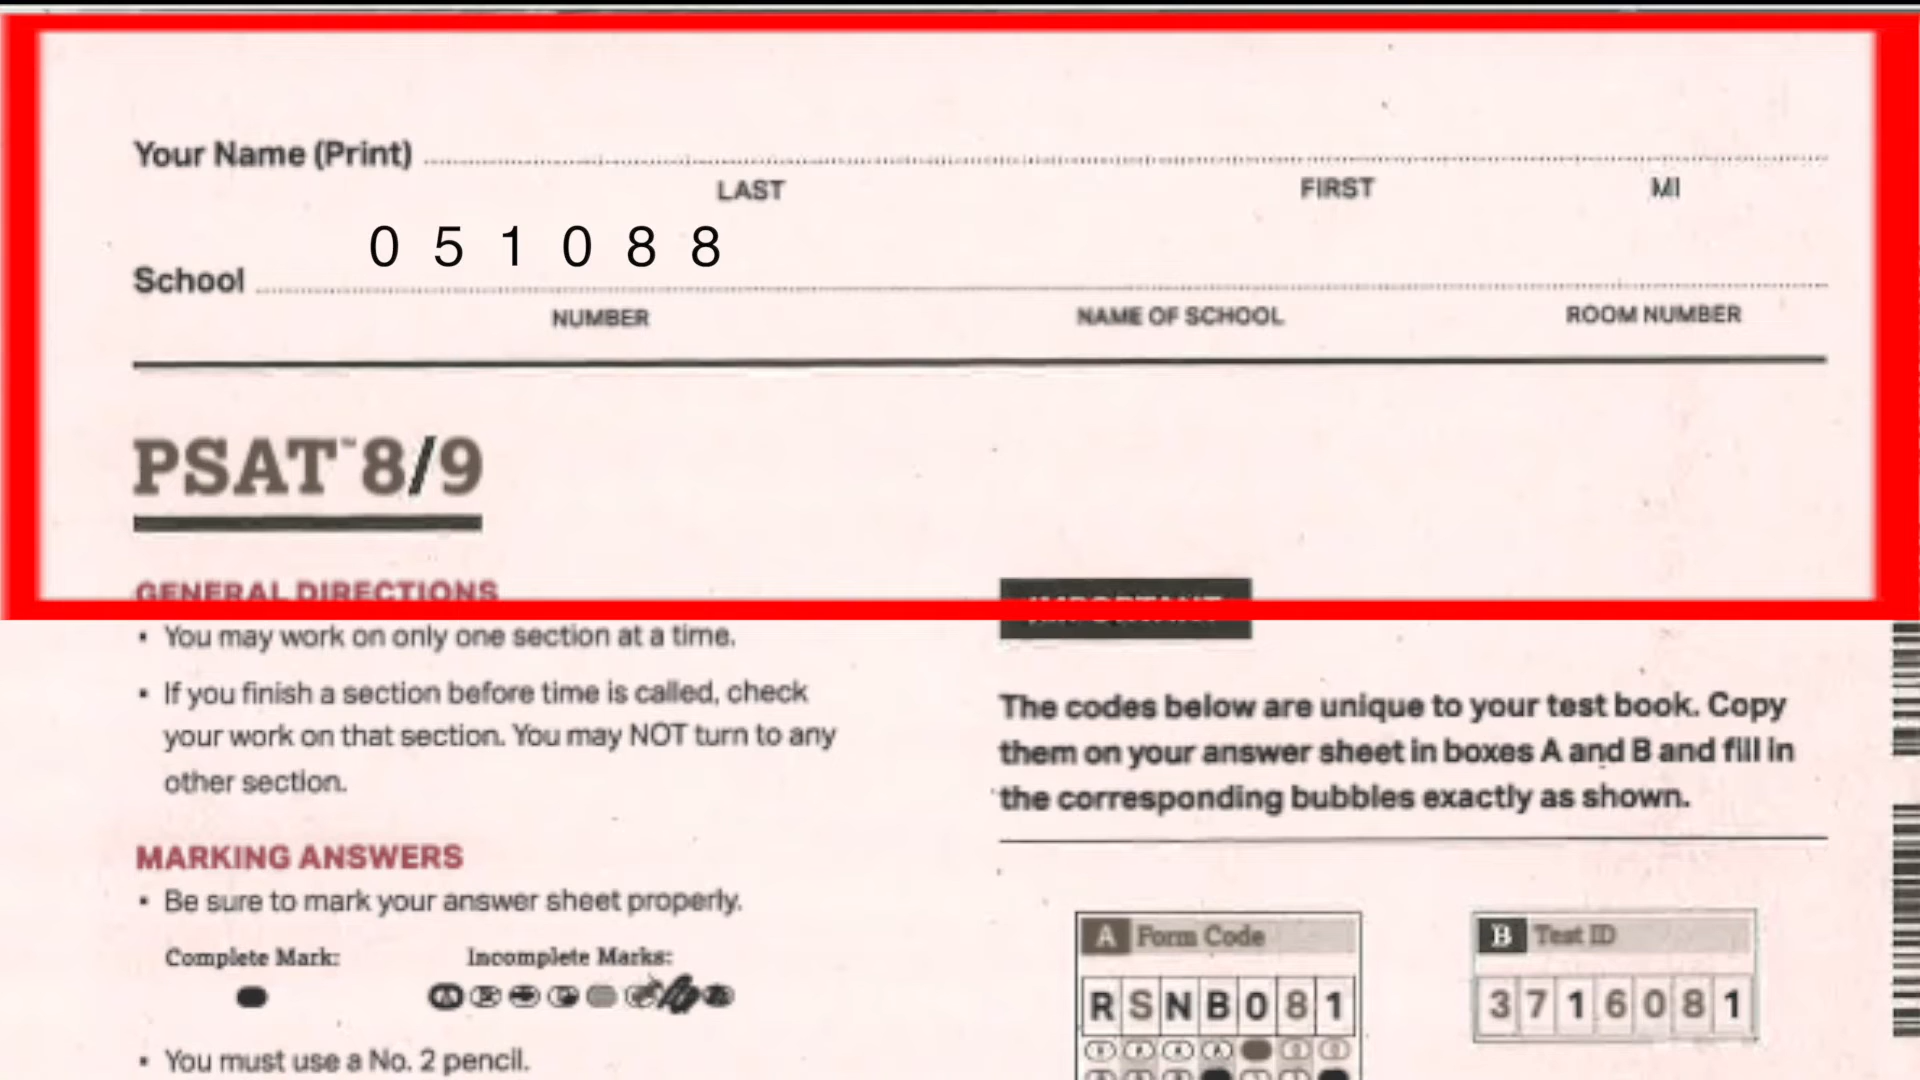 Your Name (Print)
LAST FIRST MI
0 5 1 0 8 8
School
NUMBER NAME OF SCHOOL ROOM NUMBER
PSAT™ 8/9
GENERAL DIRECTIONS
• You may work on only one section at a time.
• If you finish a section before time is called, check
your work on that section. You may NOT turn to any
other section.
MARKING ANSWERS
• Be sure to mark your answer sheet properly.
Complete Mark: Incomplete Marks:
• You must use a No. 2 pencil.
IMPORTANT
The codes below are unique to your test book. Copy
them on your answer sheet in boxes A and B and fill in
the corresponding bubbles exactly as shown.
A Form Code
R S N B 0 8 1
B Test ID
3 7 1 6 0 8 1